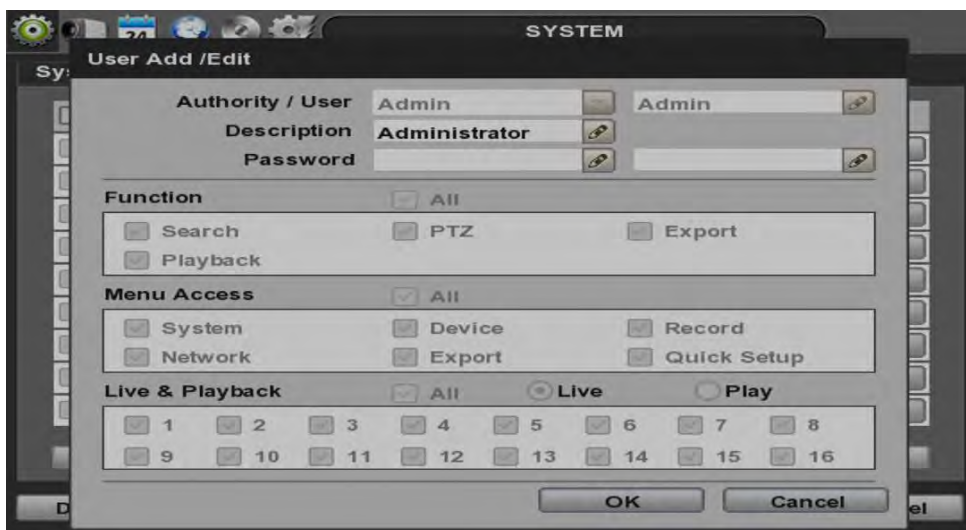 SYSTEM
User Add /Edit
Sy
Authority / User Admin Admin
Description Administrator
Password
Function All
Search PTZ Export
Playback
Menu Access All
System Device Record
Network Export Quick Setup
Live & Playback All Live Play
1 2 3 4 5 6 7 8
9 10 11 12 13 14 15 16
OK Cancel
D el